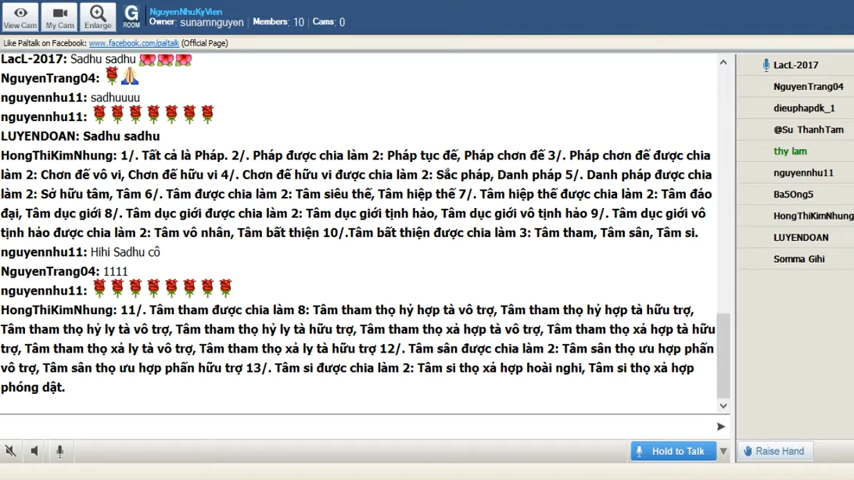 NguyenNhuKyVien
Owner: sunamnguyen Members: 10 Cams: 0
View Cam My Cam Enlarge G ROOM
Like Paltalk on Facebook: www.facebook.com/paltalk (Official Page)
LacL-2017: Sadhu sadhu
NguyenTrang04:
nguyennhu11: sadhuuuu
nguyennhu11:
LUYENDOAN: Sadhu sadhu
HongThiKimNhung: 1/. Tất cả là Pháp. 2/. Pháp được chia làm 2: Pháp tục đế, Pháp chơn đế 3/. Pháp chơn đế được chia
làm 2: Chơn đế vô vi, Chơn đế hữu vi 4/. Chơn đế hữu vi được chia làm 2: Sắc pháp, Danh pháp 5/. Danh pháp được chia
làm 2: Sở hữu tâm, Tâm 6/. Tâm được chia làm 2: Tâm siêu thế, Tâm hiệp thế 7/. Tâm hiệp thế được chia làm 2: Tâm đáo
đại, Tâm dục giới 8/. Tâm dục giới được chia làm 2: Tâm dục giới tịnh hảo, Tâm dục giới vô tịnh hảo 9/. Tâm dục giới vô
tịnh hảo được chia làm 2: Tâm vô nhân, Tâm bất thiện 10/.Tâm bất thiện được chia làm 3: Tâm tham, Tâm sân, Tâm si.
nguyennhu11: Hihi Sadhu cô
NguyenTrang04: 1111
nguyennhu11:
HongThiKimNhung: 11/. Tâm tham được chia làm 8: Tâm tham thọ hỷ hợp tà vô trợ, Tâm tham thọ hỷ hợp tà hữu trợ,
Tâm tham thọ hỷ ly tà vô trợ, Tâm tham thọ hỷ ly tà hữu trợ, Tâm tham thọ xả hợp tà vô trợ, Tâm tham thọ xả hợp tà hữu
trợ, Tâm tham thọ xả ly tà vô trợ, Tâm tham thọ xả ly tà hữu trợ 12/. Tâm sân được chia làm 2: Tâm sân thọ ưu hợp phấn
vô trợ, Tâm sân thọ ưu hợp phấn hữu trợ 13/. Tâm si được chia làm 2: Tâm si thọ xả hợp hoài nghi, Tâm si thọ xả hợp
phóng dật.
LacL-2017
NguyenTrang04
dieuphapdk_1
@Su ThanhTam
thy lam
nguyennhu11
Ba5Ong5
HongThiKimNhung
LUYENDOAN
Somma Gihi
Hold to Talk
Raise Hand